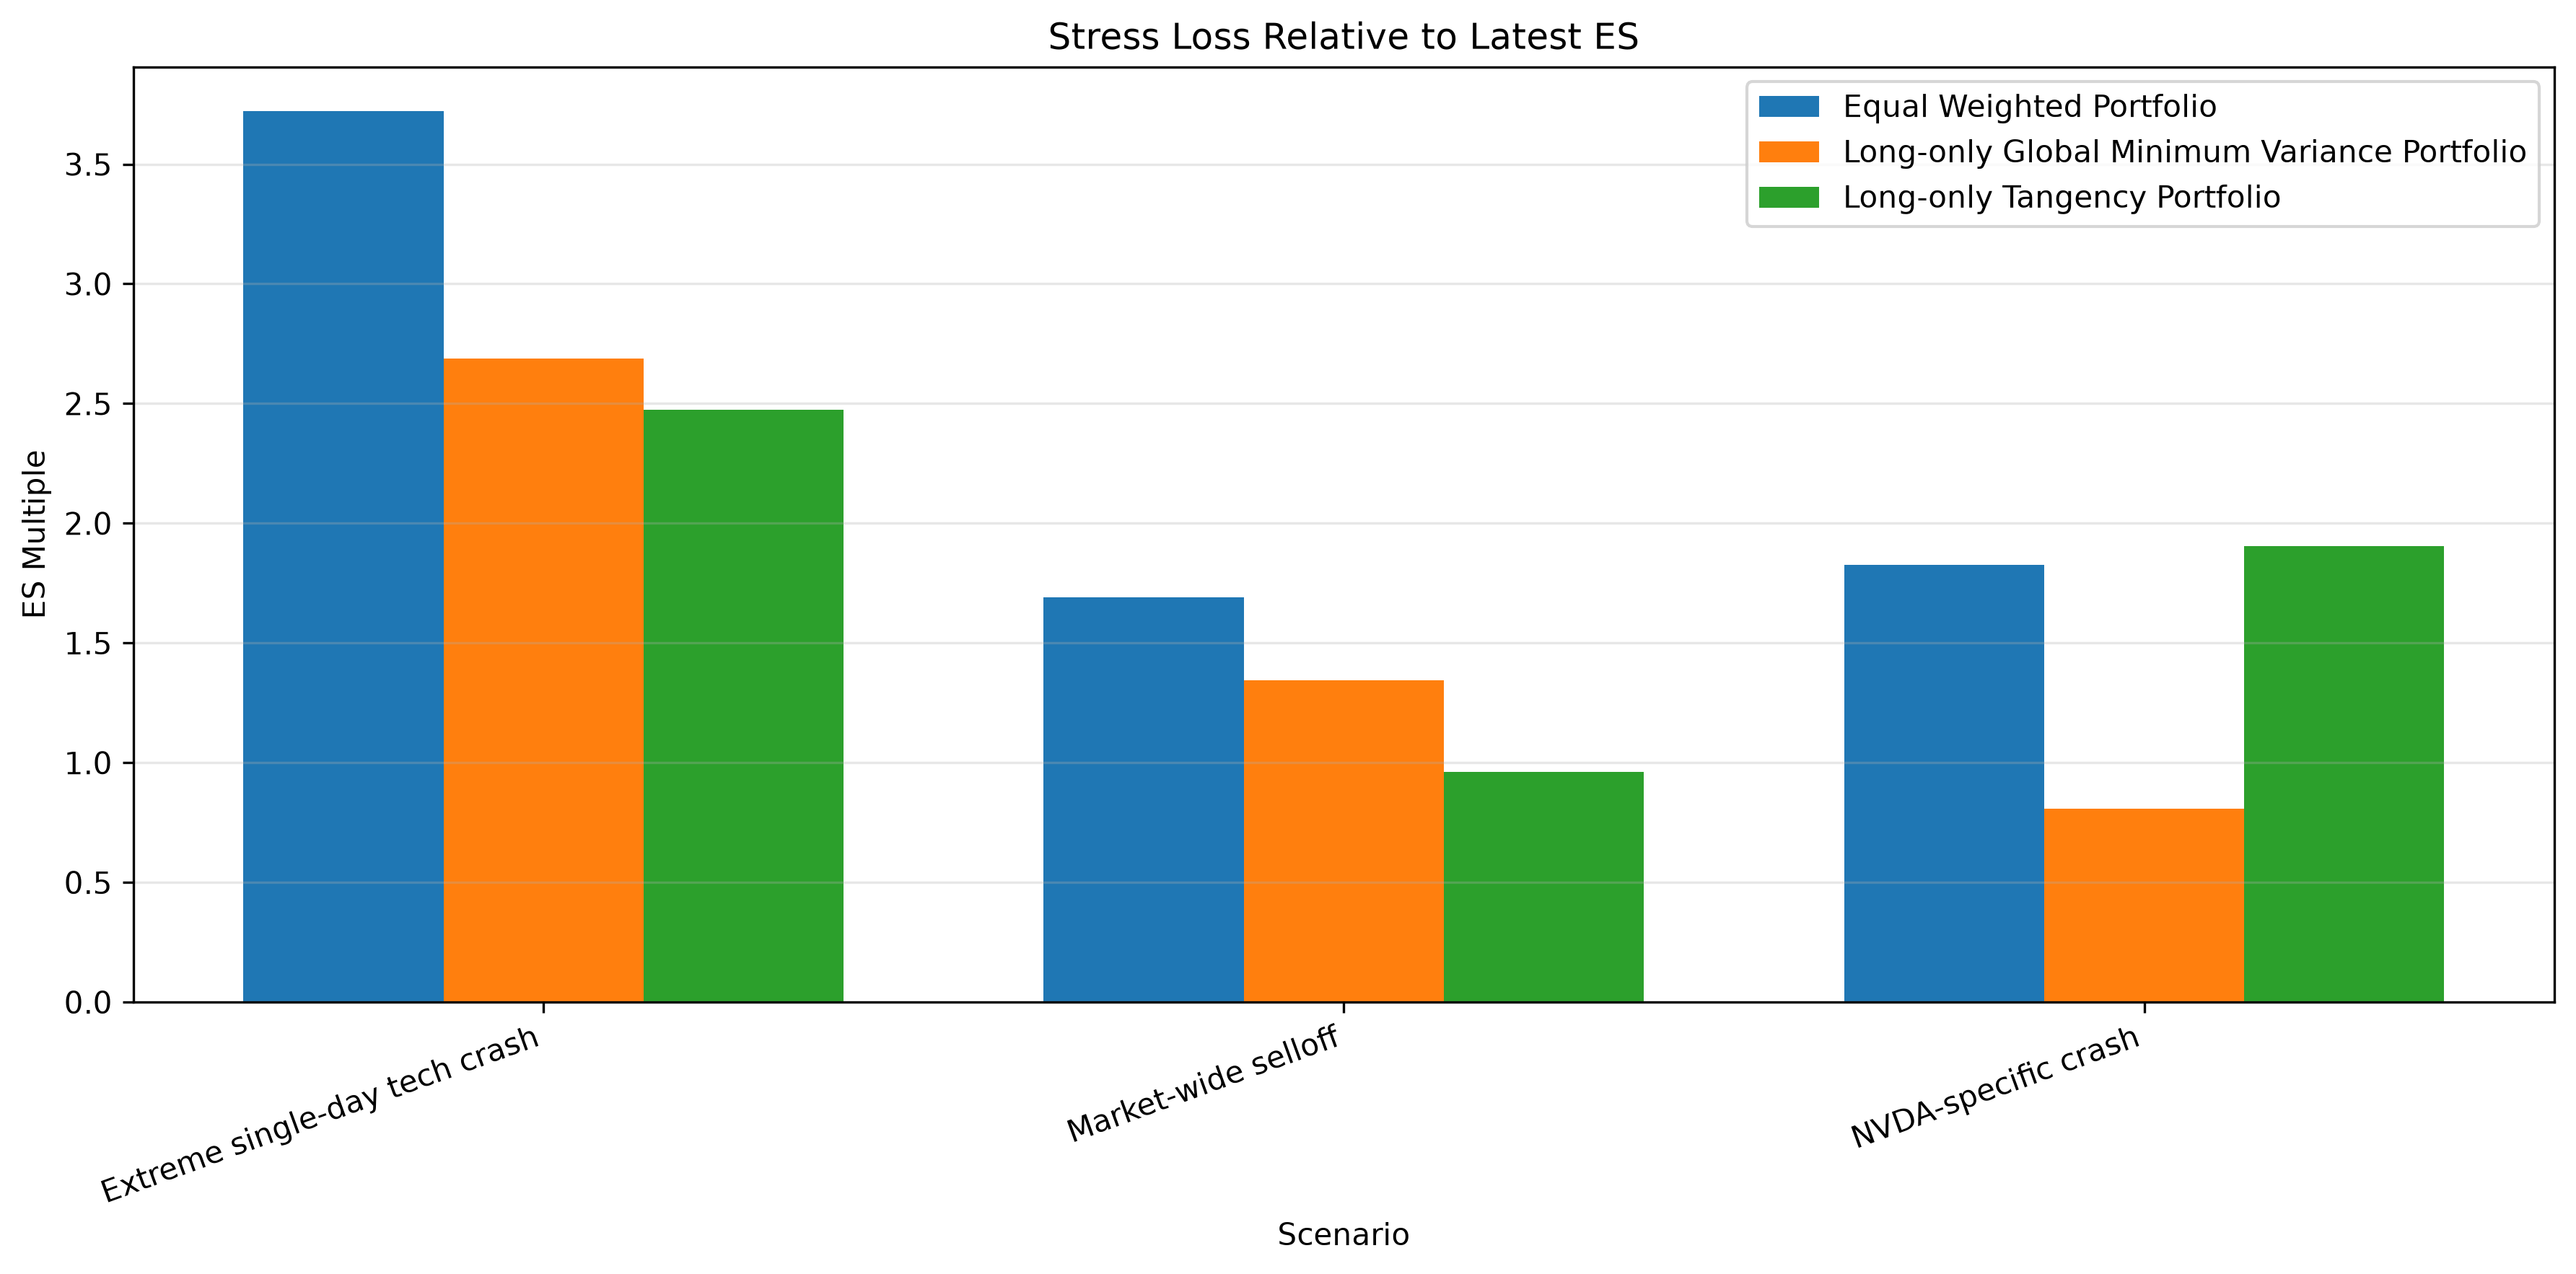 Stress Loss Relative to Latest ES
Equal Weighted Portfolio
Long-only Global Minimum Variance Portfolio
Long-only Tangency Portfolio
ES Multiple
3.5
3.0
2.5
2.0
1.5
1.0
0.5
0.0
Extreme single-day tech crash
Market-wide selloff
NVDA-specific crash
Scenario